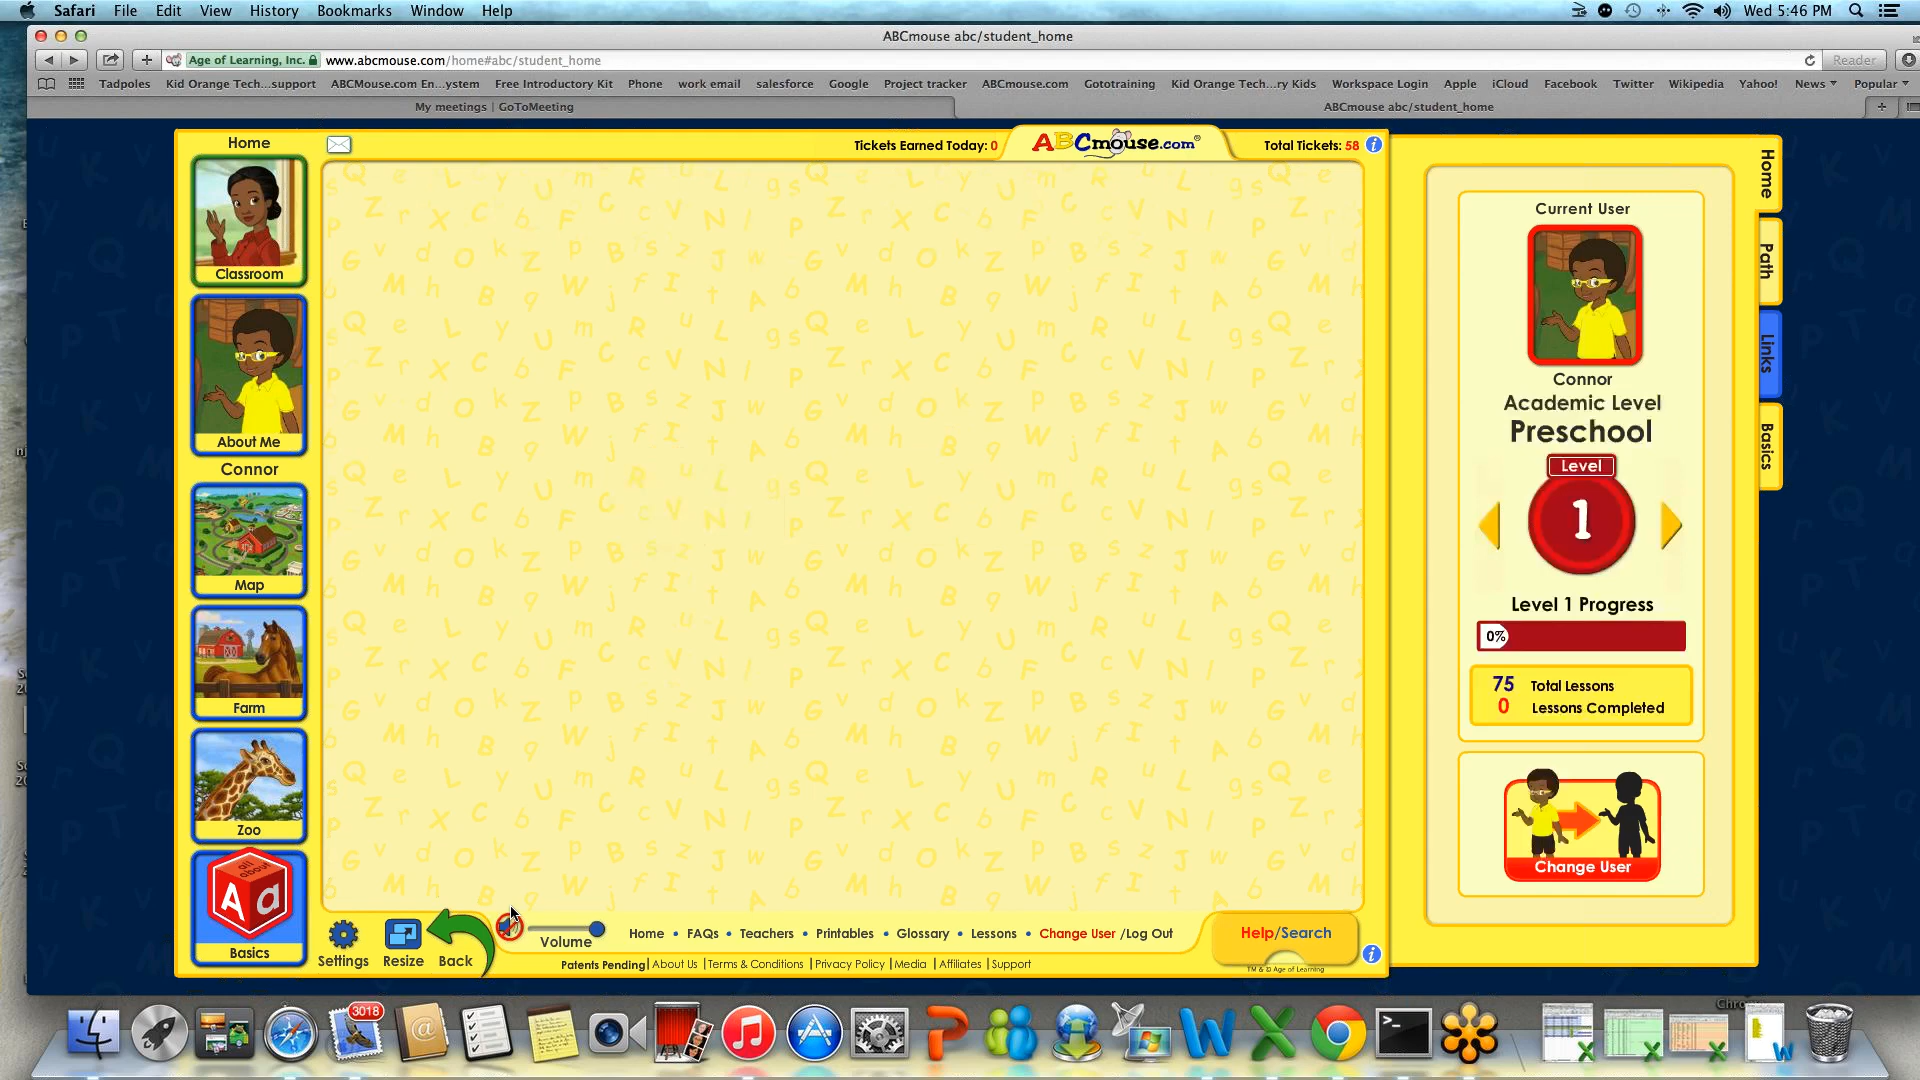 Safari File Edit View History Bookmarks Window Help
Wed 5:46 PM
ABCmouse abc/student_home
Age of Learning, Inc. www.abcmouse.com/home#abc/student_home
Reader
Tadpoles Kid Orange Tech...support ABCmouse.com En...ystem Free Introductory Kit Phone work email salesforce Google Project tracker ABCmouse.com Gototraining Kid Orange Tech...ry Kids Workspace Login Apple iCloud Facebook Twitter Wikipedia Yahoo! News Popular
My meetings | GoToMeeting
ABCmouse abc/student_home
Home
Tickets Earned Today: 0
ABCmouse.com®
Total Tickets: 58
Classroom
About Me
Connor
Map
Farm
Zoo
all about
A a
Basics
Home
Path
Links
Basics
Current User
Connor
Academic Level
Preschool
Level
1
Level 1 Progress
0%
75 Total Lessons
0 Lessons Completed
Change User
Settings
Resize
Back
Volume
Home • FAQs • Teachers • Printables • Glossary • Lessons • Change User /Log Out
Patents Pending | About Us | Terms & Conditions | Privacy Policy | Media | Affiliates | Support
Help/Search
TM & © Age of Learning
3018